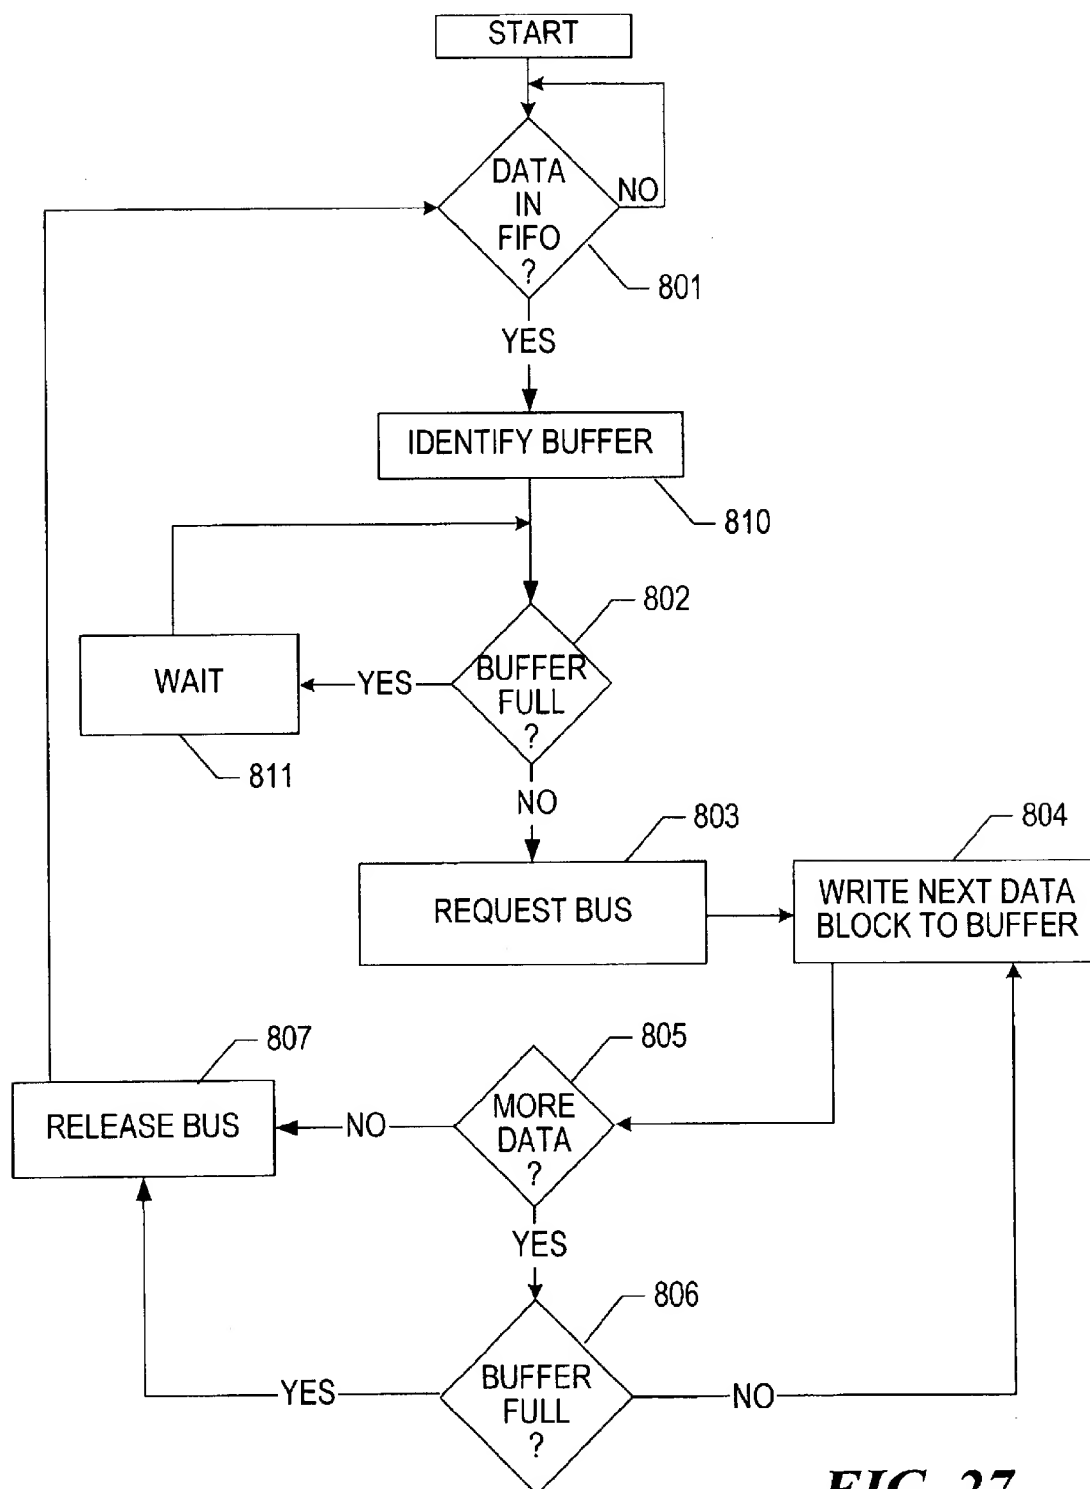 START
DATA
IN
FIFO
?
NO
801
YES
IDENTIFY BUFFER
810
802
BUFFER
FULL
?
YES
WAIT
811
NO
803
REQUEST BUS
804
WRITE NEXT DATA
BLOCK TO BUFFER
805
MORE
DATA
?
NO
807
RELEASE BUS
YES
806
BUFFER
FULL
?
YES
NO
FIG. 27